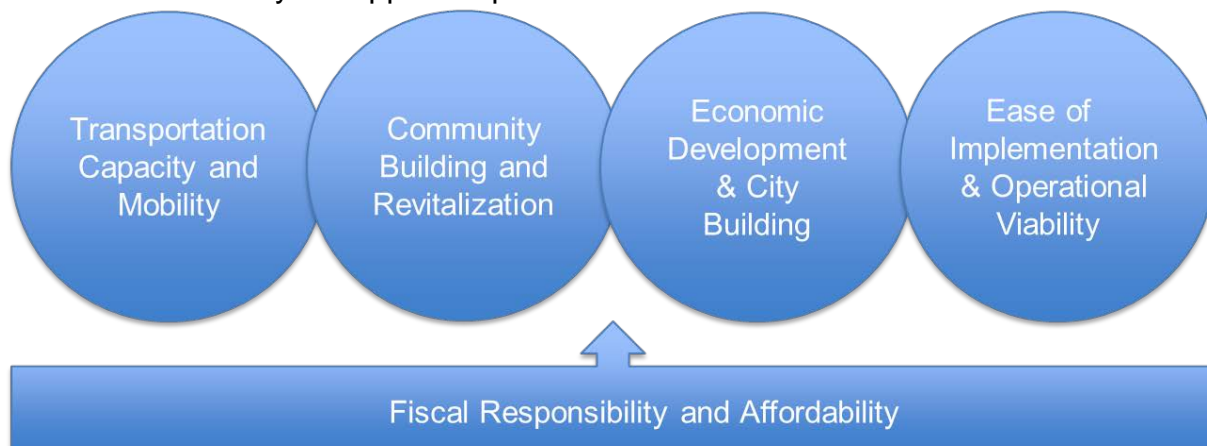 Transportation
Capacity and
Mobility
Community
Building and
Revitalization
Economic
Development
& City
Building
Ease of
Implementation
& Operational
Viability
Fiscal Responsibility and Affordability